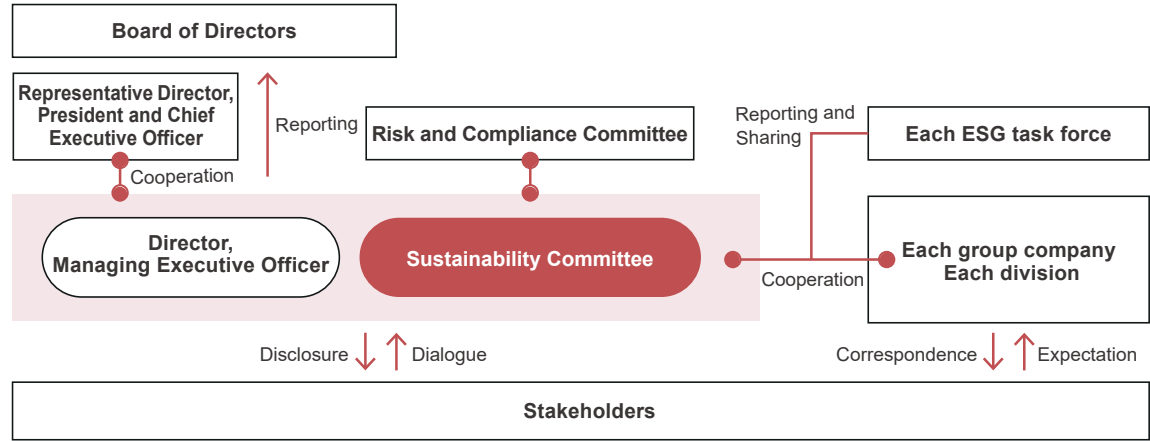 Board of Directors
Representative Director,
President and Chief
Executive Officer
Reporting
Risk and Compliance Committee
Reporting and
Sharing
Each ESG task force
Cooperation
Director,
Managing Executive Officer
Sustainability Committee
Cooperation
Each group company
Each division
Disclosure
Dialogue
Correspondence
Expectation
Stakeholders